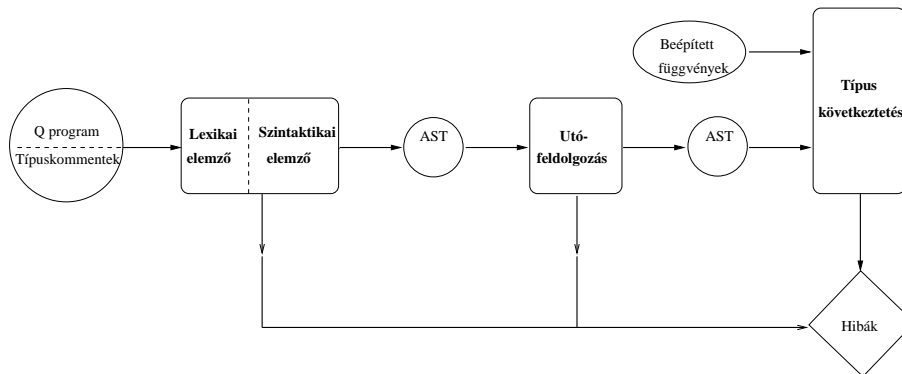 Beépített
függvények
Típus
következtetés
Q program
Típuskommentek
Lexikai
elemző
Szintaktikai
elemző
AST
Utó-
feldolgozás
AST
Hibák